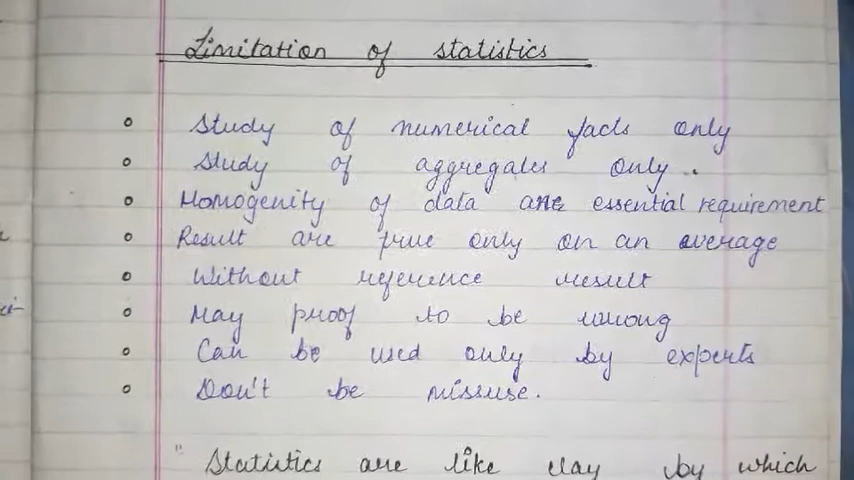 Limitation of statistics
Study of numerical facts only
Study of aggregates only.
Homogenity of data are essential requirement
Result are true only on an average
Without reference result
May proof to be wrong
Can be used only by experts
Don't be missuse.
"Statistics are like clay by which